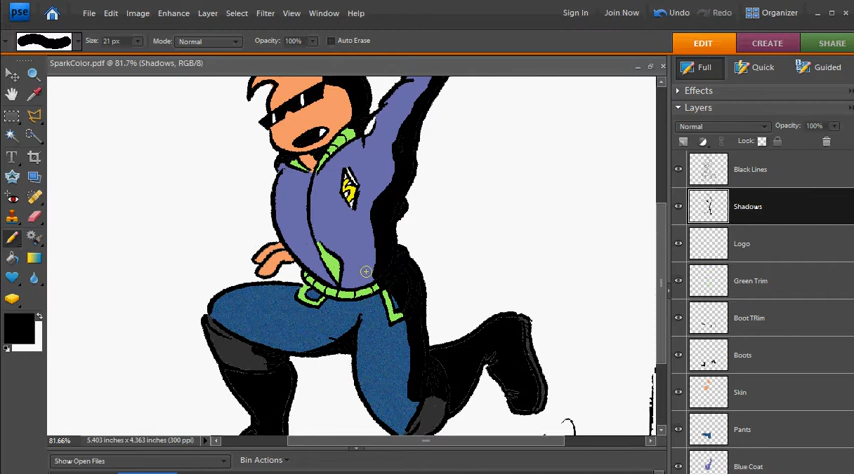 pse File Edit Image Enhance Layer Select Filter View Window Help Sign In Join Now Undo Redo Organizer
Size: 21 px Mode: Normal Opacity: 100% Auto Erase EDIT CREATE SHARE
SparkColor.pdf @ 81.7% (Shadows, RGB/8)
Full Quick Guided
Effects
Layers
Normal Opacity: 100%
Lock:
Black Lines
Shadows
Logo
Green Trim
Boot TRim
Boots
Skin
Pants
Blue Coat
81.66% 5.403 inches x 4.363 inches (300 ppi)
Show Open Files Bin Actions